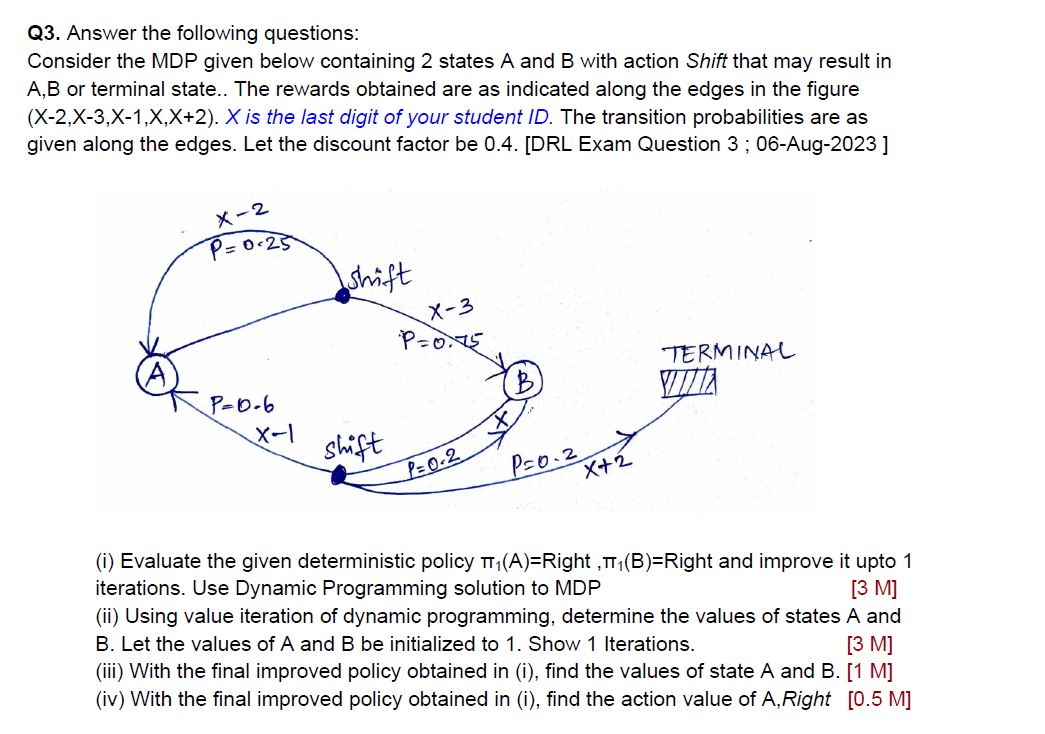 Q3. Answer the following questions:
Consider the MDP given below containing 2 states A and B with action Shift that may result in
A,B or terminal state.. The rewards obtained are as indicated along the edges in the figure
(X-2,X-3,X-1,X,X+2). X is the last digit of your student ID. The transition probabilities are as
given along the edges. Let the discount factor be 0.4. [DRL Exam Question 3 ; 06-Aug-2023 ]
X-2
P=0.25
shift
X-3
P=0.75
TERMINAL
A
B
P=0.6
X-1
X
shift
P=0.2
P=0.2
X+2
(i) Evaluate the given deterministic policy π₁(A)=Right ,π₁(B)=Right and improve it upto 1
iterations. Use Dynamic Programming solution to MDP [3 M]
(ii) Using value iteration of dynamic programming, determine the values of states A and
B. Let the values of A and B be initialized to 1. Show 1 Iterations. [3 M]
(iii) With the final improved policy obtained in (i), find the values of state A and B. [1 M]
(iv) With the final improved policy obtained in (i), find the action value of A,Right [0.5 M]